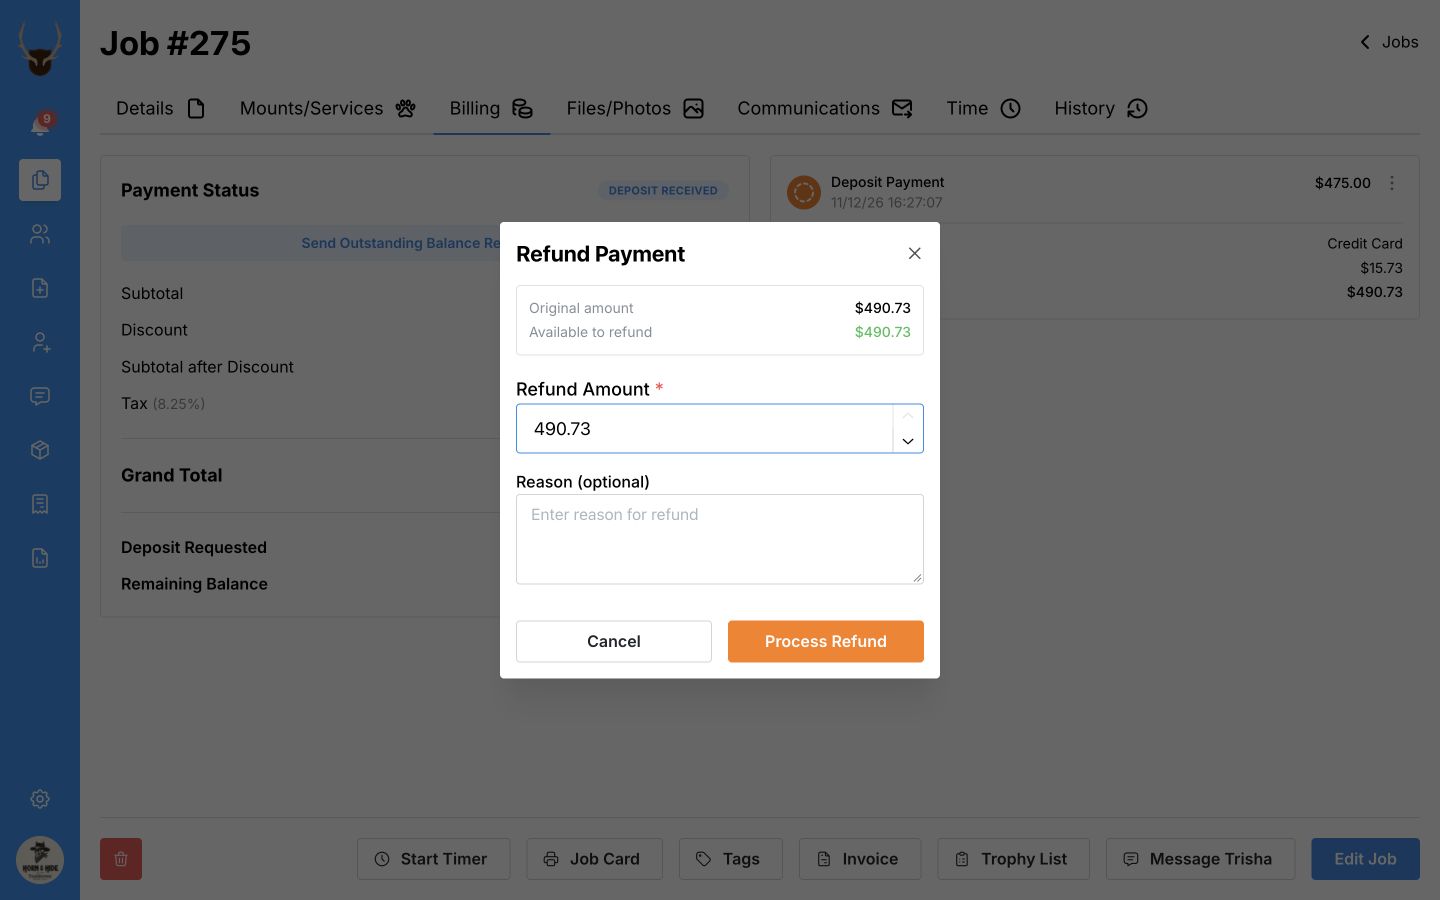 Job #275
Jobs
9
Details
Mounts/Services
Billing
Files/Photos
Communications
Time
History
Payment Status
DEPOSIT RECEIVED
Send Outstanding Balance Re
Subtotal
Discount
Subtotal after Discount
Tax (8.25%)
Grand Total
Deposit Requested
Remaining Balance
Deposit Payment
$475.00
11/12/26 16:27:07
Credit Card
$15.73
$490.73
Refund Payment
Original amount $490.73
Available to refund $490.73
Refund Amount *
490.73
Reason (optional)
Enter reason for refund
Cancel
Process Refund
HORN & HIDE
Start Timer
Job Card
Tags
Invoice
Trophy List
Message Trisha
Edit Job